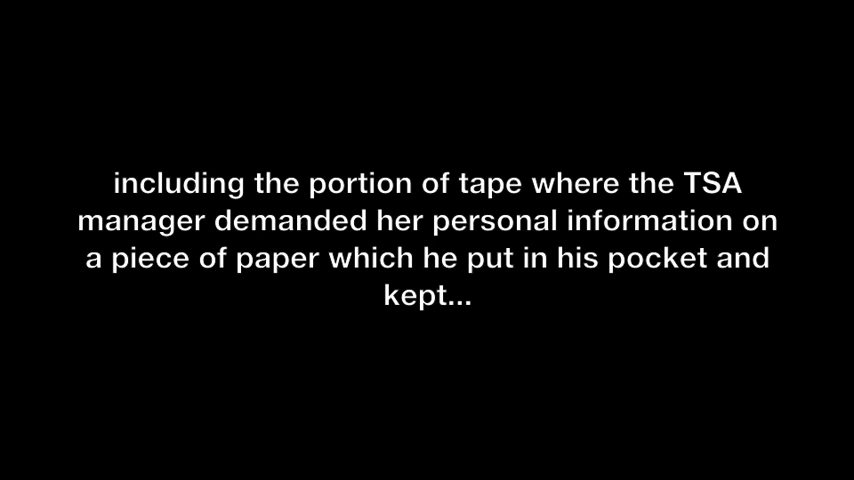 including the portion of tape where the TSA
manager demanded her personal information on
a piece of paper which he put in his pocket and
kept...